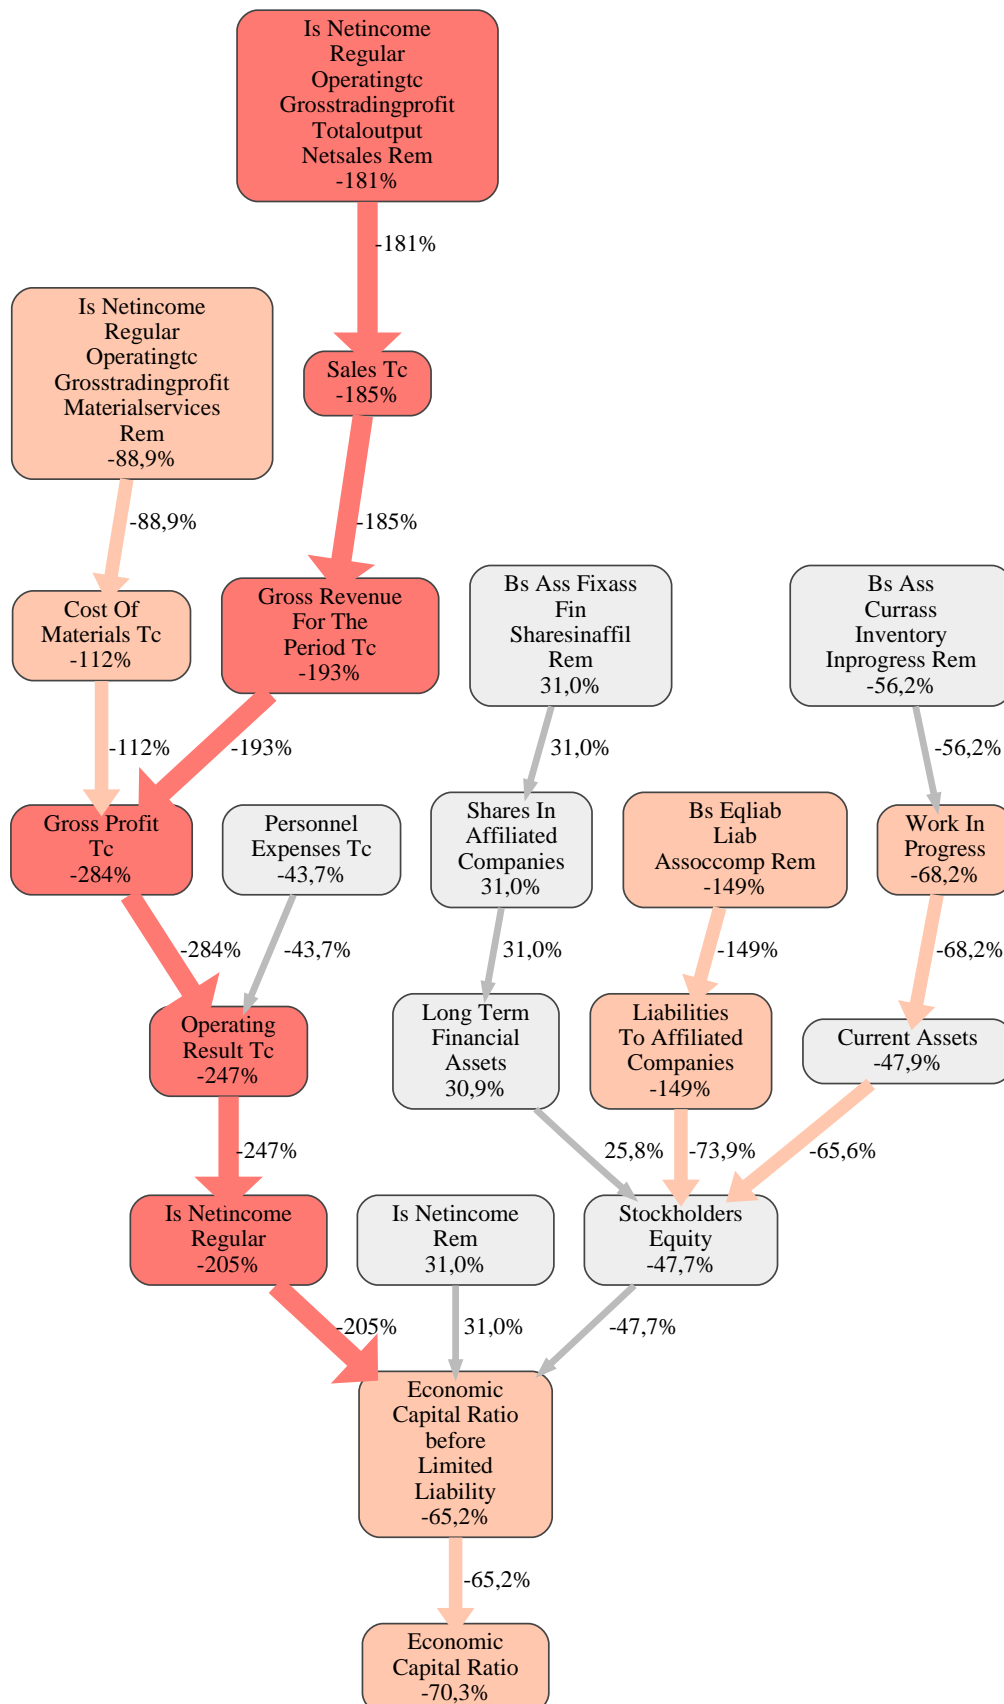 Is Netincome
Regular
Operatingtc
Grosstradingprofit
Totaloutput
Netsales Rem
-181%
-181%
Is Netincome
Regular
Operatingtc
Grosstradingprofit
Materialservices
Rem
-88,9%
Sales Tc
-185%
-88,9%
-185%
Cost Of
Materials Tc
-112%
Gross Revenue
For The
Period Tc
-193%
Bs Ass Fixass
Fin
Sharesinaffil
Rem
31,0%
Bs Ass
Currass
Inventory
Inprogress Rem
-56,2%
-112%
-193%
31,0%
-56,2%
Gross Profit
Tc
-284%
Personnel
Expenses Tc
-43,7%
Shares In
Affiliated
Companies
31,0%
Bs Eqliab
Liab
Assoccomp Rem
-149%
Work In
Progress
-68,2%
-284%
-43,7%
31,0%
-149%
-68,2%
Operating
Result Tc
-247%
Long Term
Financial
Assets
30,9%
Liabilities
To Affiliated
Companies
-149%
Current Assets
-47,9%
-247%
25,8%
-73,9%
-65,6%
Is Netincome
Regular
-205%
Is Netincome
Rem
31,0%
Stockholders
Equity
-47,7%
-205%
31,0%
-47,7%
Economic
Capital Ratio
before
Limited
Liability
-65,2%
-65,2%
Economic
Capital Ratio
-70,3%